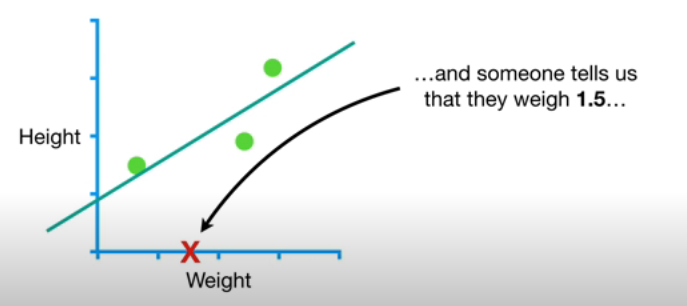 …and someone tells us
that they weigh 1.5…
Height
X
Weight